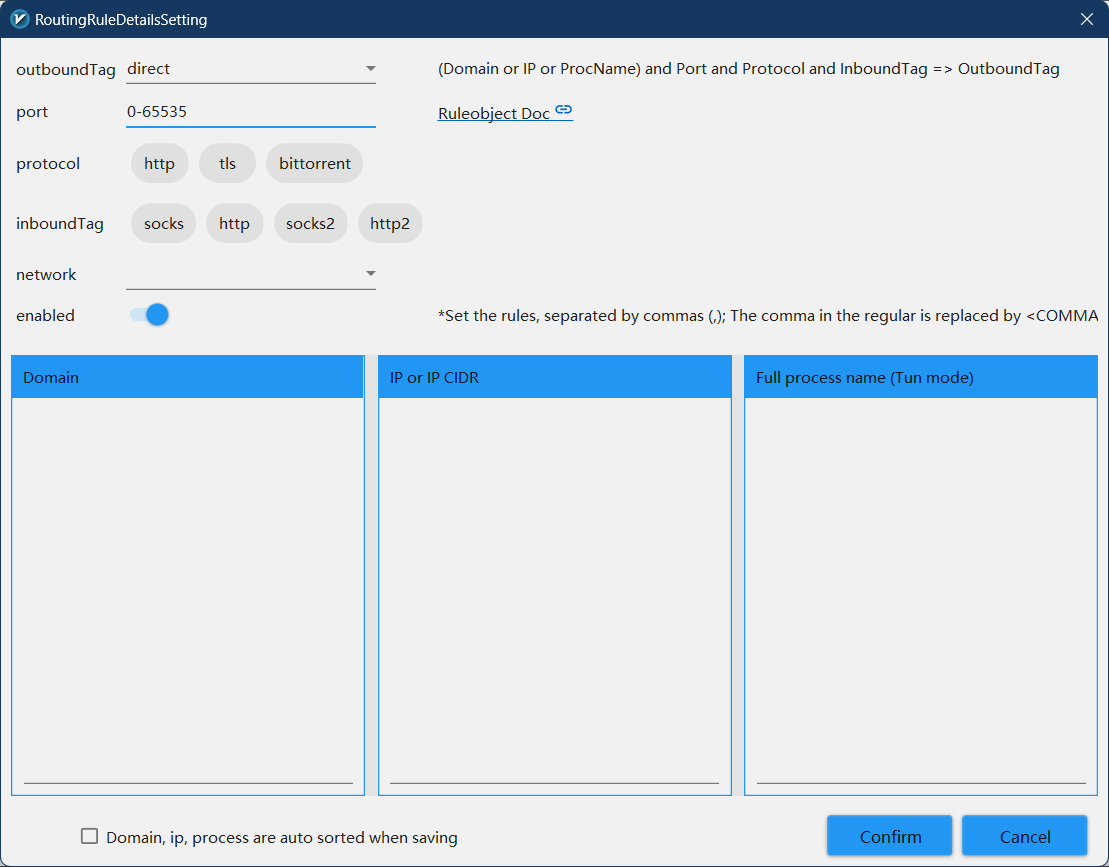 RoutingRuleDetailsSetting
outboundTag direct (Domain or IP or ProcName) and Port and Protocol and InboundTag => OutboundTag
port 0-65535 Ruleobject Doc
protocol http tls bittorrent
inboundTag socks http socks2 http2
network
enabled *Set the rules, separated by commas (,); The comma in the regular is replaced by <COMMA
Domain IP or IP CIDR Full process name (Tun mode)
Domain, ip, process are auto sorted when saving Confirm Cancel